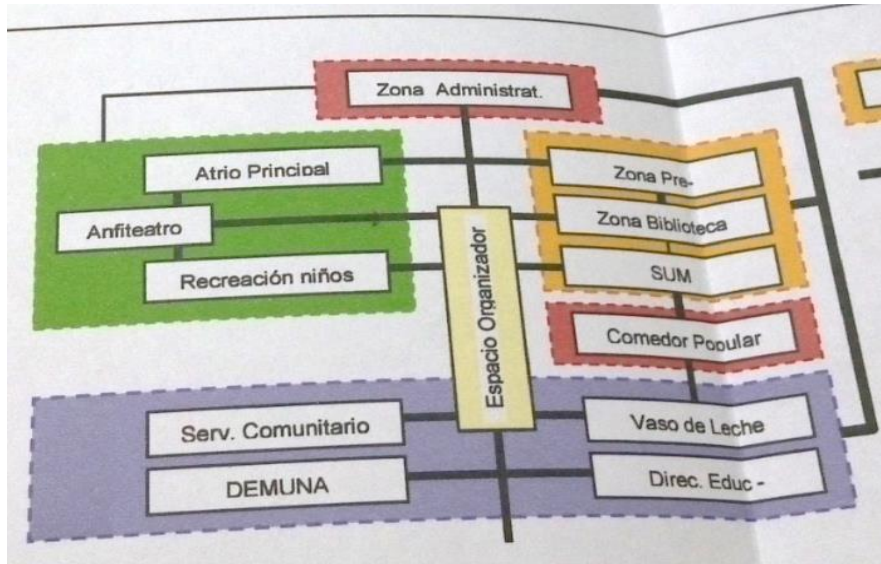 Zona Administrat.
Atrio Principal
Zona Pre-
Anfiteatro
Zona Biblioteca
Recreación niños
SUM
Espacio Organizador
Comedor Popular
Serv. Comunitario
Vaso de Leche
DEMUNA
Direc. Educ -